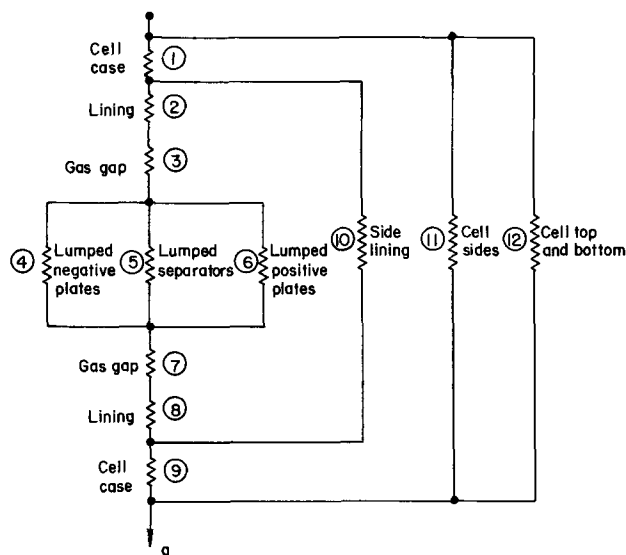 Cell
case
①
Lining
②
Gas gap
③
④
Lumped
negative
plates
⑤
Lumped
separators
⑥
Lumped
positive
plates
⑩
Side
lining
⑪
Cell
sides
⑫
Cell top
and bottom
Gas gap
⑦
Lining
⑧
Cell
case
⑨